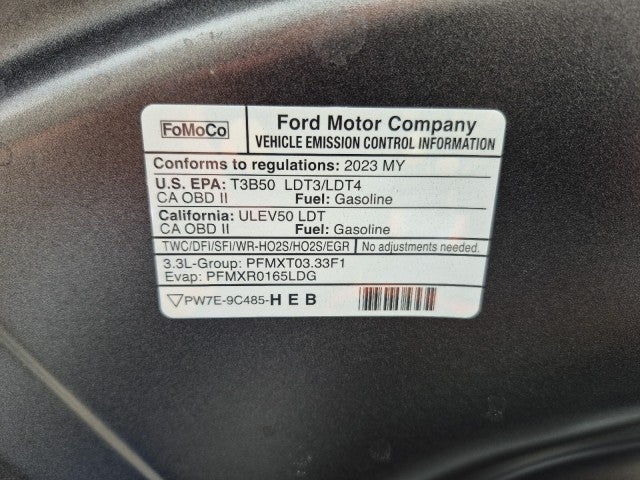 FoMoCo
Ford Motor Company
VEHICLE EMISSION CONTROL INFORMATION
Conforms to regulations: 2023 MY
U.S. EPA: T3B50 LDT3/LDT4
CA OBD II Fuel: Gasoline
California: ULEV50 LDT
CA OBD II Fuel: Gasoline
TWC/DFI/SFI/WR-HO2S/HO2S/EGR No adjustments needed.
3.3L-Group: PFMXT03.33F1
Evap: PFMXR0165LDG
PW7E-9C485-HEB